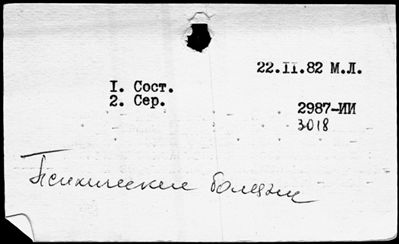 22.II.82 М.Л.
I. Сост.
2. Сер.
2987-ИИ
3018
Психические болезни